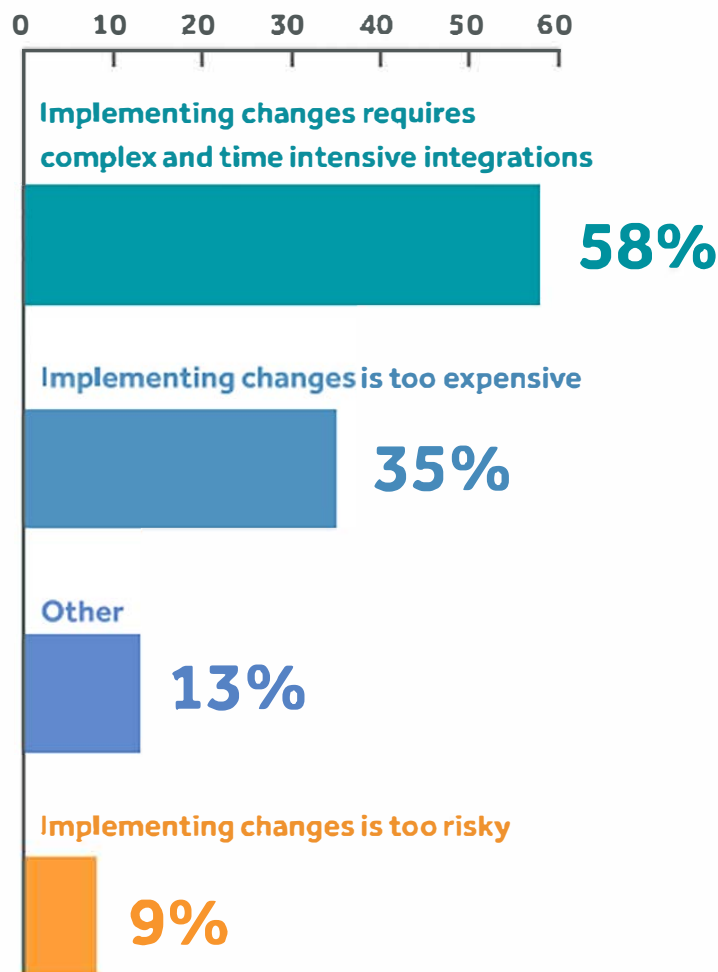 0 10 20 30 40 50 60
Implementing changes requires
complex and time intensive integrations
58%
Implementing changes is too expensive
35%
Other
13%
Implementing changes is too risky
9%